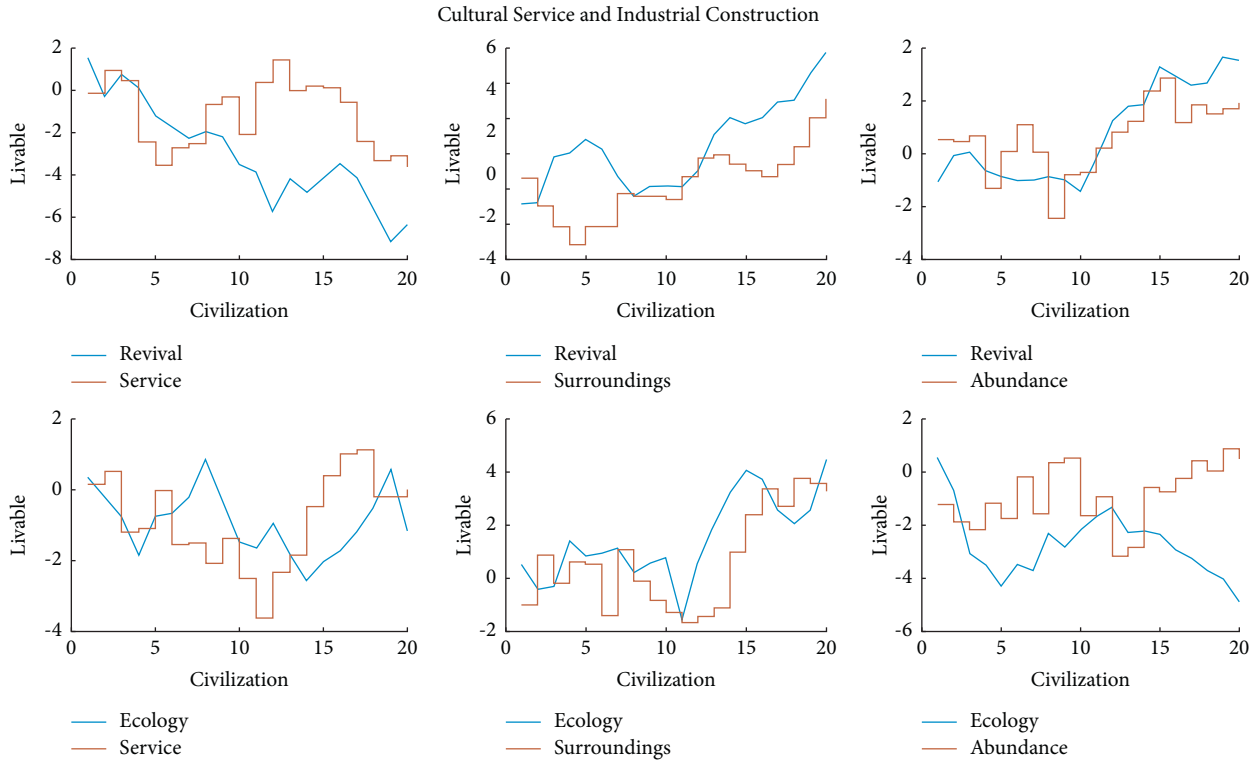 Cultural Service and Industrial Construction
2
0
-2
-4
-6
-8
Livable
0 5 10 15 20
Civilization
Revival
Service
6
4
2
0
-2
-4
Livable
0 5 10 15 20
Civilization
Revival
Surroundings
2
2
0
-2
-4
Livable
0 5 10 15 20
Civilization
Revival
Abundance
2
0
-2
-4
Livable
0 5 10 15 20
Civilization
Ecology
Service
6
4
2
0
-2
Livable
0 5 10 15 20
Civilization
Ecology
Surroundings
2
0
-2
-4
-6
Livable
0 5 10 15 20
Civilization
Ecology
Abundance